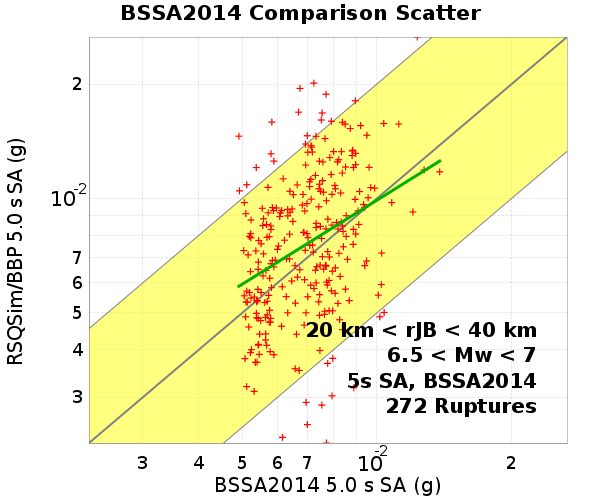 BSSA2014 Comparison Scatter
RSQSim/BBP 5.0 s SA (g)
2
10-2
7
6
5
4
3
20 km < rJB < 40 km
6.5 < Mw < 7
5s SA, BSSA2014
272 Ruptures
3 4 5 6 7 10-2 2
BSSA2014 5.0 s SA (g)